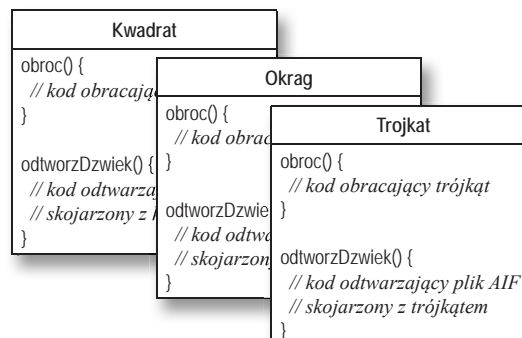 Kwadrat
obroc() {
// kod obracając
}
odtworzDzwiek() {
// kod odtwarza
// skojarzony z
}
Okrag
obroc() {
// kod obrac
}
odtworzDzwie
// kod odtwa
// skojarzon
}
Trojkat
obroc() {
// kod obracający trójkąt
}
odtworzDzwiek() {
// kod odtwarzający plik AIF
// skojarzony z trójkątem
}